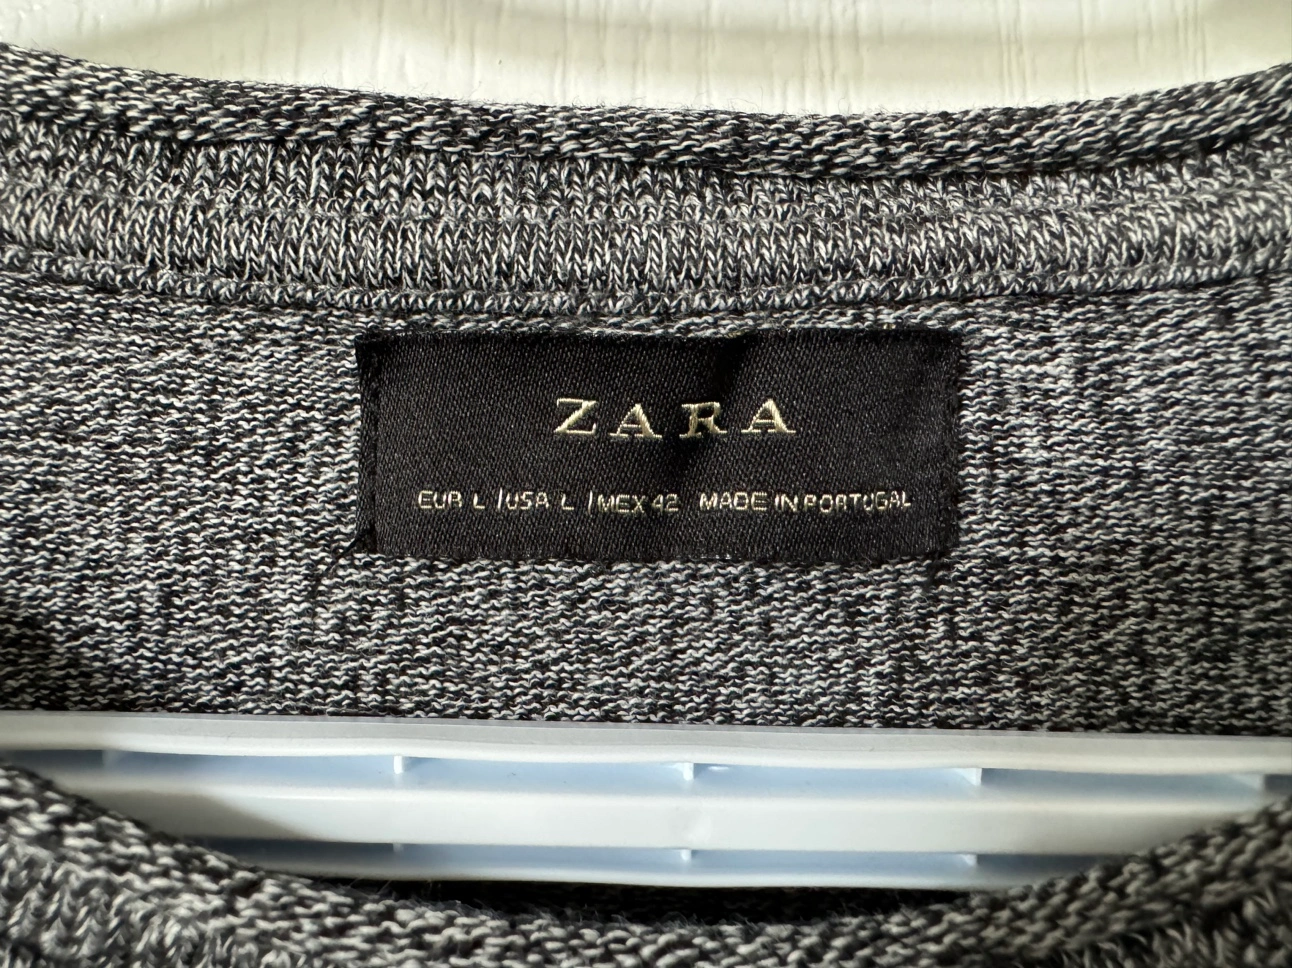 ZARA
EUR L | USA L | MEX 42 MADE IN PORTUGAL